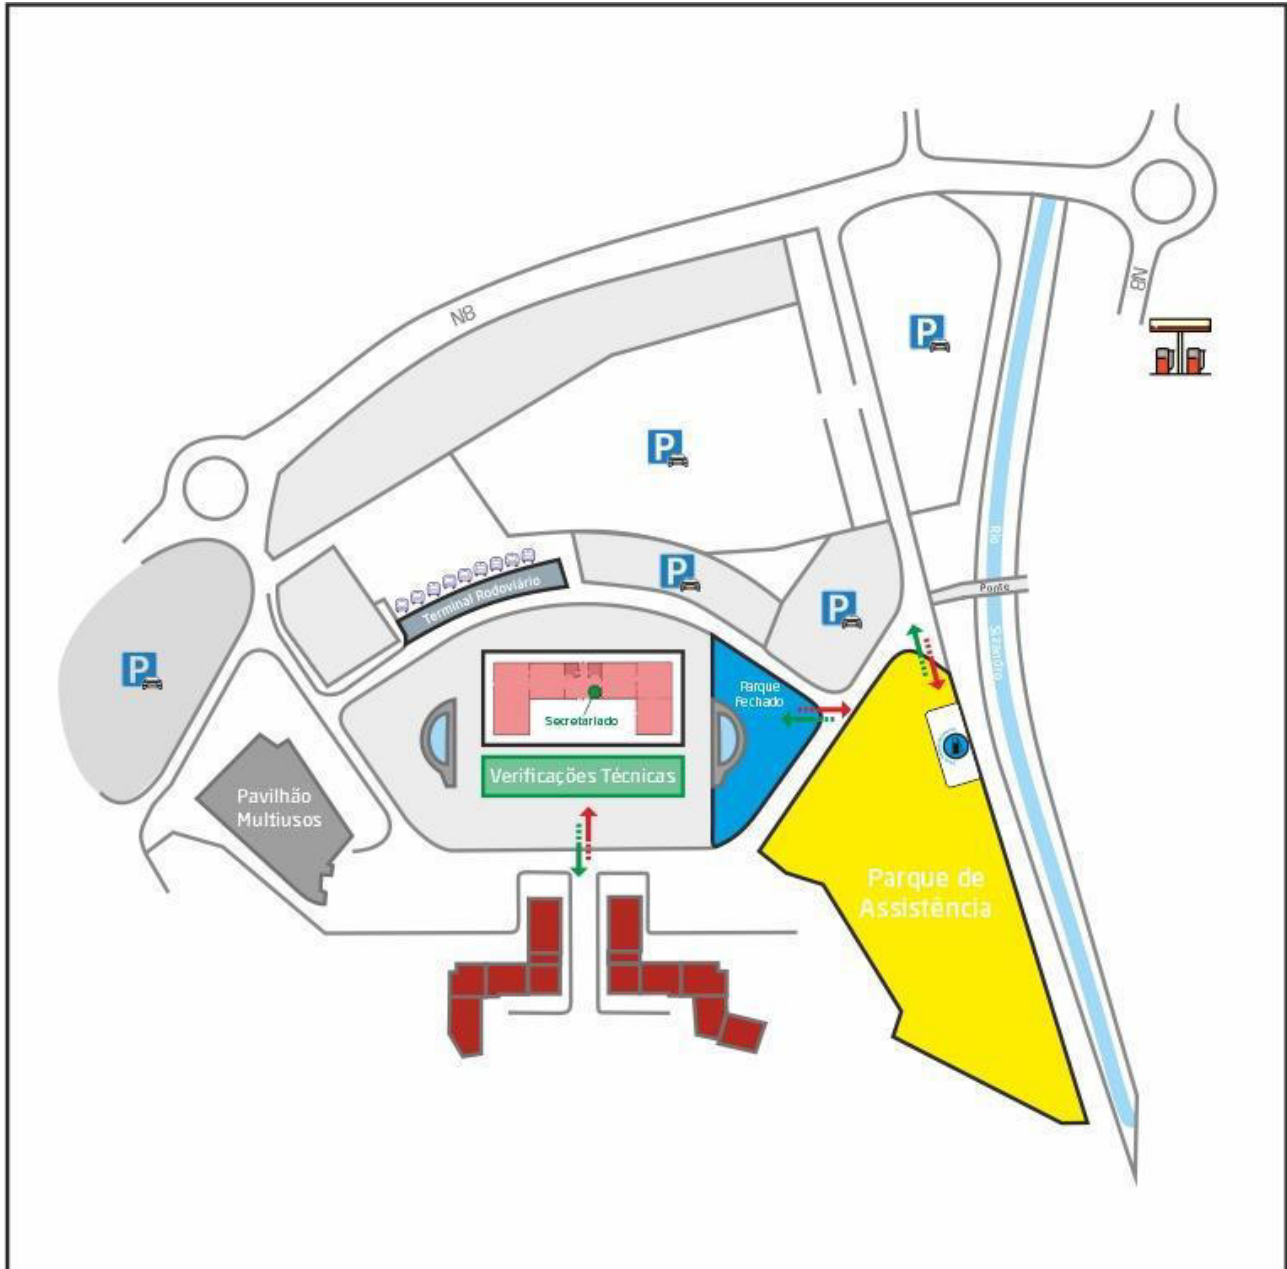 N8
N8
P
P
P
P
P
Rio
Ponte
Sizandro
Terminal Rodoviário
Parque
Fechado
Secretariado
Verificações Técnicas
Pavilhão
Multiusos
Parque de
Assistência